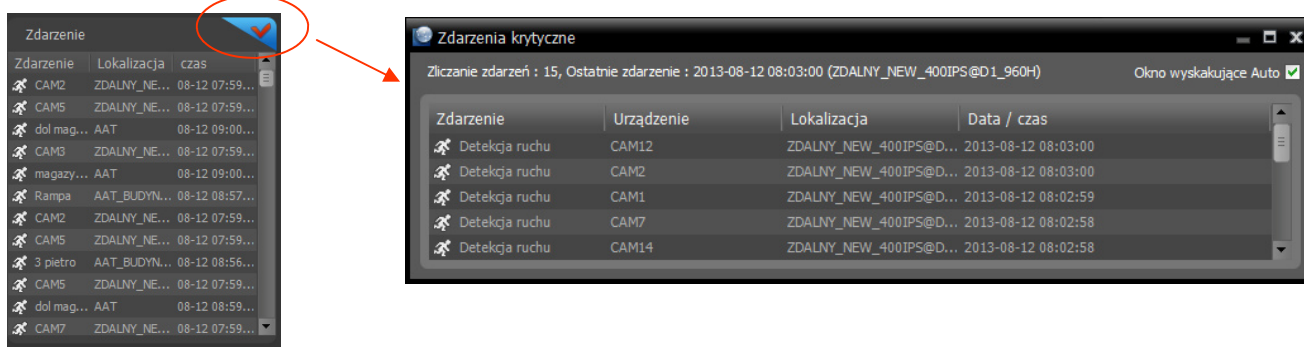 Zdarzenie
Zdarzenie Lokalizacja czas
CAM2 ZDALNY_NE... 08-12 07:59...
CAM5 ZDALNY_NE... 08-12 07:59...
dol mag... AAT 08-12 09:00...
CAM3 ZDALNY_NE... 08-12 07:59...
magazy... AAT 08-12 09:00...
Rampa AAT_BUDYN... 08-12 08:57...
CAM2 ZDALNY_NE... 08-12 07:59...
CAM5 ZDALNY_NE... 08-12 07:59...
3 pietro AAT_BUDYN... 08-12 08:56...
CAM5 ZDALNY_NE... 08-12 07:59...
dol mag... AAT 08-12 08:59...
CAM7 ZDALNY_NE... 08-12 07:59...
Zdarzenia krytyczne
Zliczanie zdarzeń : 15, Ostatnie zdarzenie : 2013-08-12 08:03:00 (ZDALNY_NEW_400IPS@D1_960H) Okno wyskakujące Auto
Zdarzenie Urządzenie Lokalizacja Data / czas
Detekcja ruchu CAM12 ZDALNY_NEW_400IPS@D... 2013-08-12 08:03:00
Detekcja ruchu CAM2 ZDALNY_NEW_400IPS@D... 2013-08-12 08:03:00
Detekcja ruchu CAM1 ZDALNY_NEW_400IPS@D... 2013-08-12 08:02:59
Detekcja ruchu CAM7 ZDALNY_NEW_400IPS@D... 2013-08-12 08:02:58
Detekcja ruchu CAM14 ZDALNY_NEW_400IPS@D... 2013-08-12 08:02:58